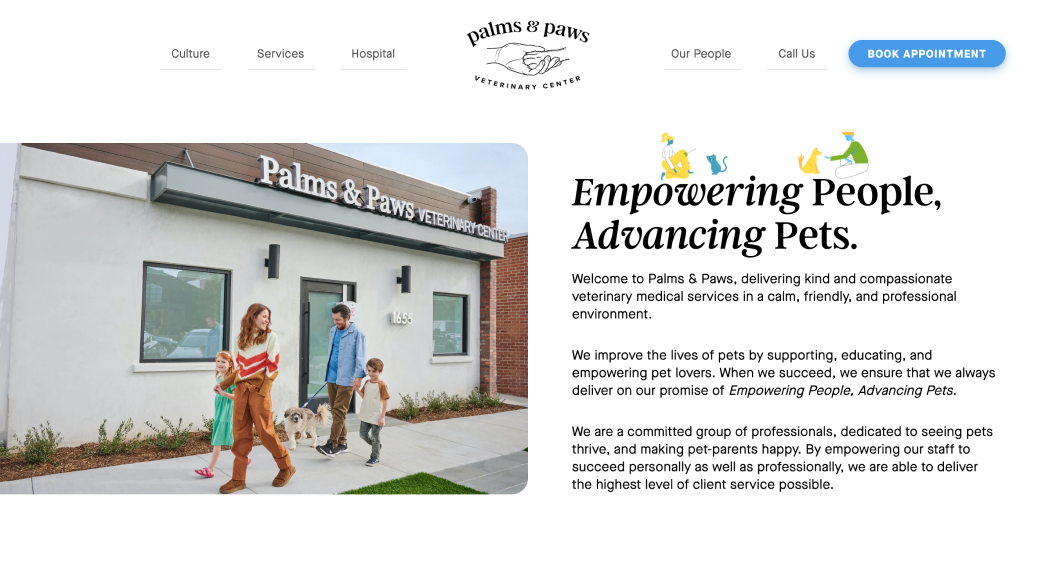 Culture
Services
Hospital
palms & paws
VETERINARY CENTER
Our People
Call Us
BOOK APPOINTMENT
Palms & Paws VETERINARY CENTER
1655
Empowering People,
Advancing Pets.
Welcome to Palms & Paws, delivering kind and compassionate
veterinary medical services in a calm, friendly, and professional
environment.
We improve the lives of pets by supporting, educating, and
empowering pet lovers. When we succeed, we ensure that we always
deliver on our promise of Empowering People, Advancing Pets.
We are a committed group of professionals, dedicated to seeing pets
thrive, and making pet-parents happy. By empowering our staff to
succeed personally as well as professionally, we are able to deliver
the highest level of client service possible.